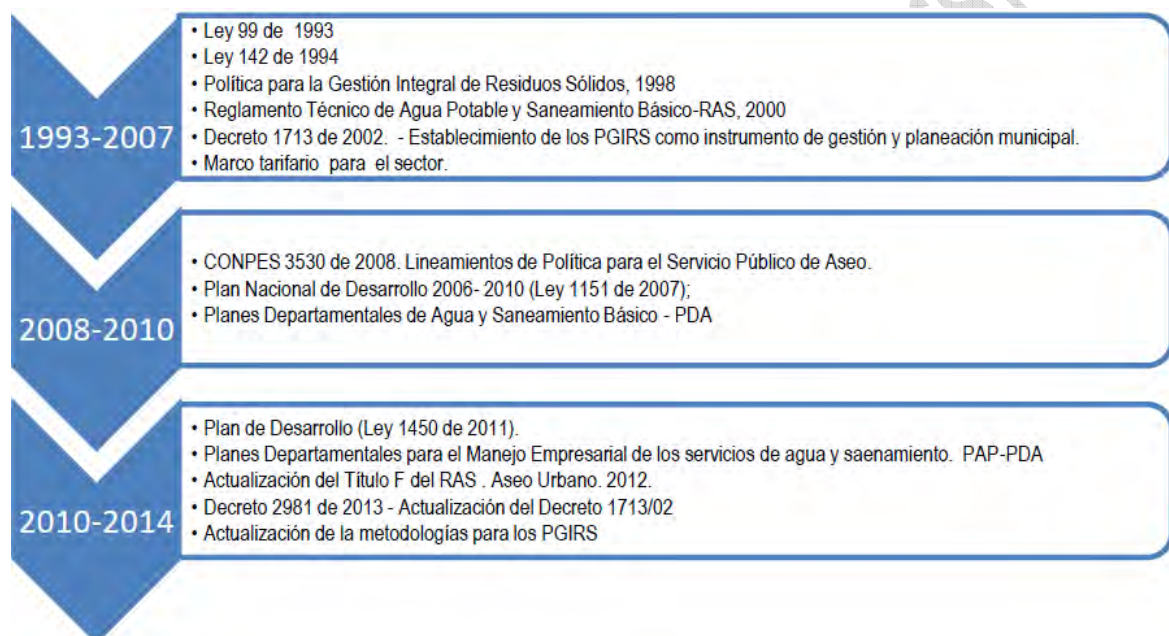 1993-2007
• Ley 99 de 1993
• Ley 142 de 1994
• Política para la Gestión Integral de Residuos Sólidos, 1998
• Reglamento Técnico de Agua Potable y Saneamiento Básico-RAS, 2000
• Decreto 1713 de 2002. - Establecimiento de los PGIRS como instrumento de gestión y planeación municipal.
• Marco tarifario para el sector.
2008-2010
• CONPES 3530 de 2008. Lineamientos de Política para el Servicio Público de Aseo.
• Plan Nacional de Desarrollo 2006- 2010 (Ley 1151 de 2007);
• Planes Departamentales de Agua y Saneamiento Básico - PDA
2010-2014
• Plan de Desarrollo (Ley 1450 de 2011).
• Planes Departamentales para el Manejo Empresarial de los servicios de agua y saenamiento. PAP-PDA
• Actualización del Título F del RAS . Aseo Urbano. 2012.
• Decreto 2981 de 2013 - Actualización del Decreto 1713/02
• Actualización de la metodologías para los PGIRS